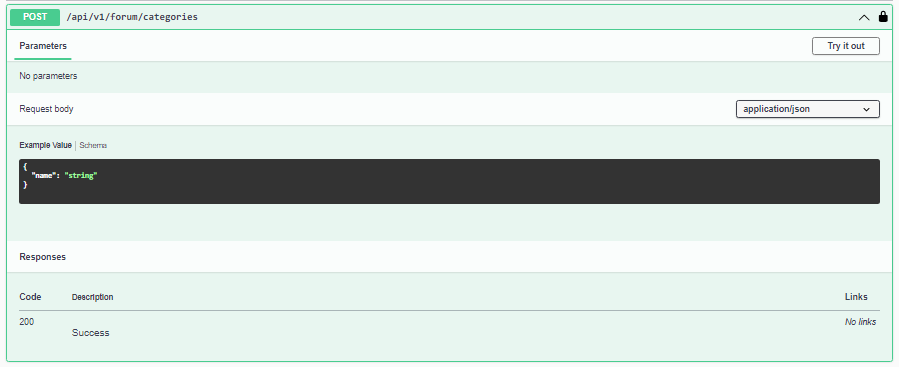 POST /api/v1/forum/categories
Parameters Try it out
No parameters
Request body application/json
Example Value | Schema
{
"name": "string"
}
Responses
Code Description Links
200 No links
Success